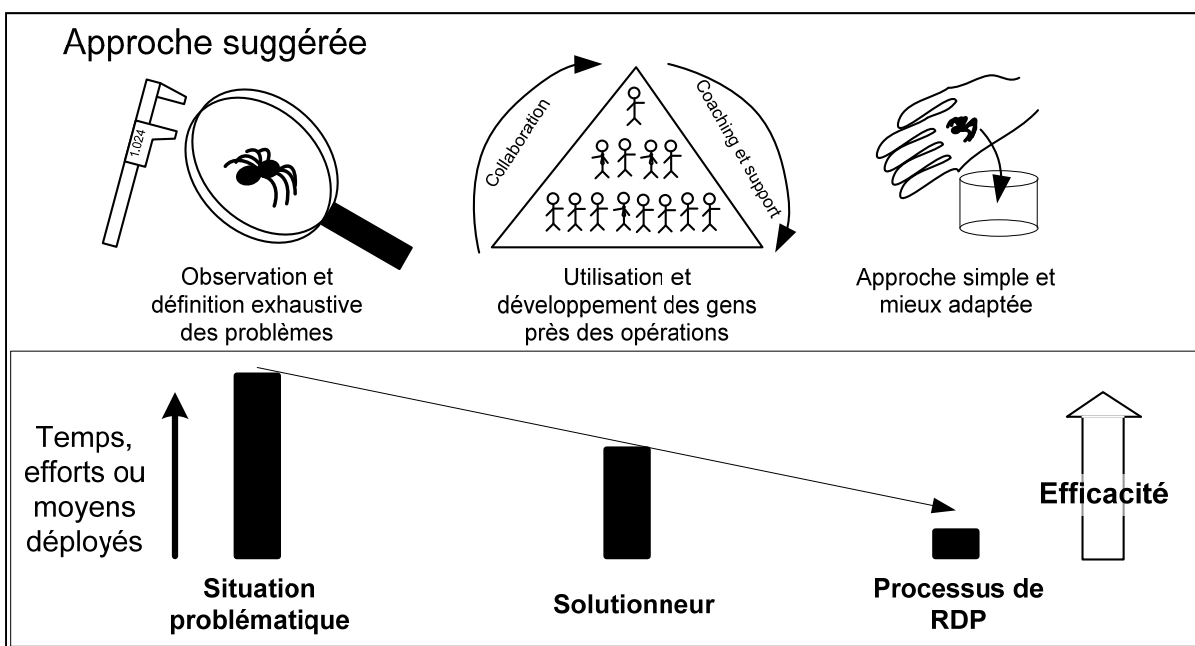 Approche suggérée
1.024
Collaboration
Coaching et support
Observation et
définition exhaustive
des problèmes
Utilisation et
développement des gens
près des opérations
Approche simple et
mieux adaptée
Temps,
efforts ou
moyens
déployés
Efficacité
Situation
problématique
Solutionneur
Processus de
RDP